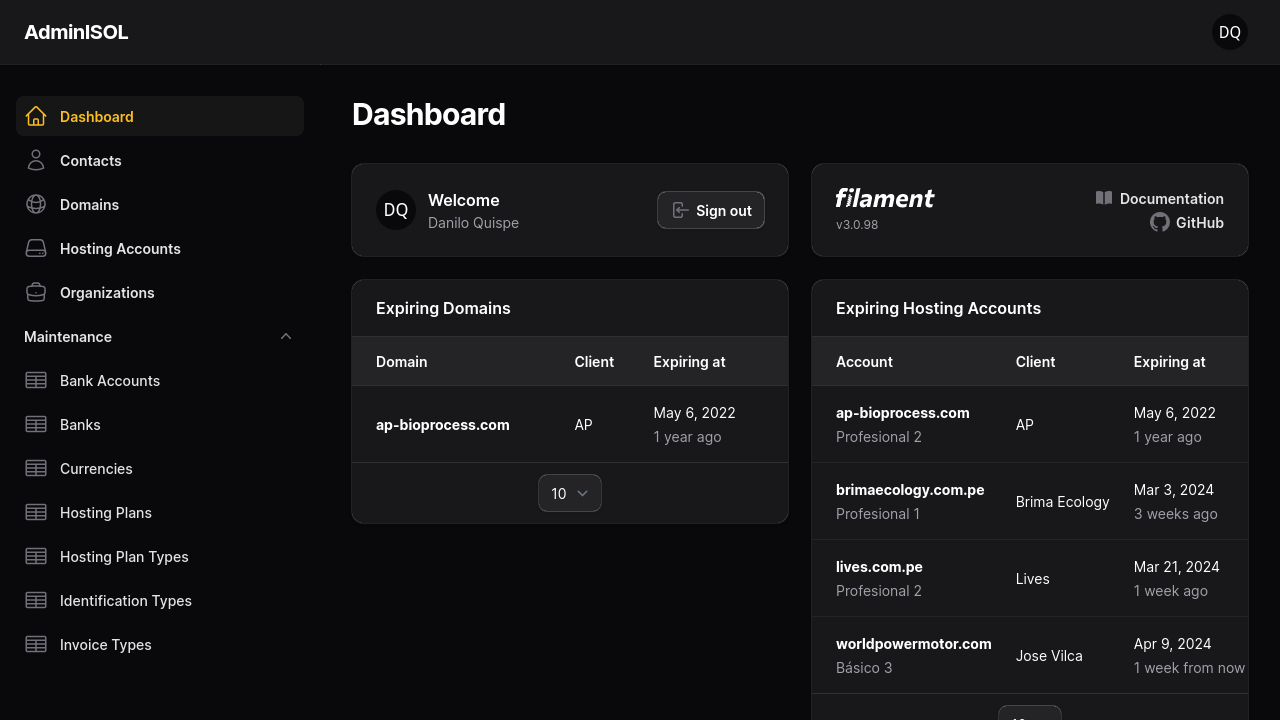 AdminISOL
DQ
Dashboard
Contacts
Domains
Hosting Accounts
Organizations
Maintenance
Bank Accounts
Banks
Currencies
Hosting Plans
Hosting Plan Types
Identification Types
Invoice Types
Dashboard
DQ
Welcome
Danilo Quispe
Sign out
filament
v3.0.98
Documentation
GitHub
Expiring Domains
Domain Client Expiring at
ap-bioprocess.com AP May 6, 2022
1 year ago
10
Expiring Hosting Accounts
Account Client Expiring at
ap-bioprocess.com AP May 6, 2022
Profesional 2 1 year ago
brimaecology.com.pe Brima Ecology Mar 3, 2024
Profesional 1 3 weeks ago
lives.com.pe Lives Mar 21, 2024
Profesional 2 1 week ago
worldpowermotor.com Jose Vilca Apr 9, 2024
Básico 3 1 week from now